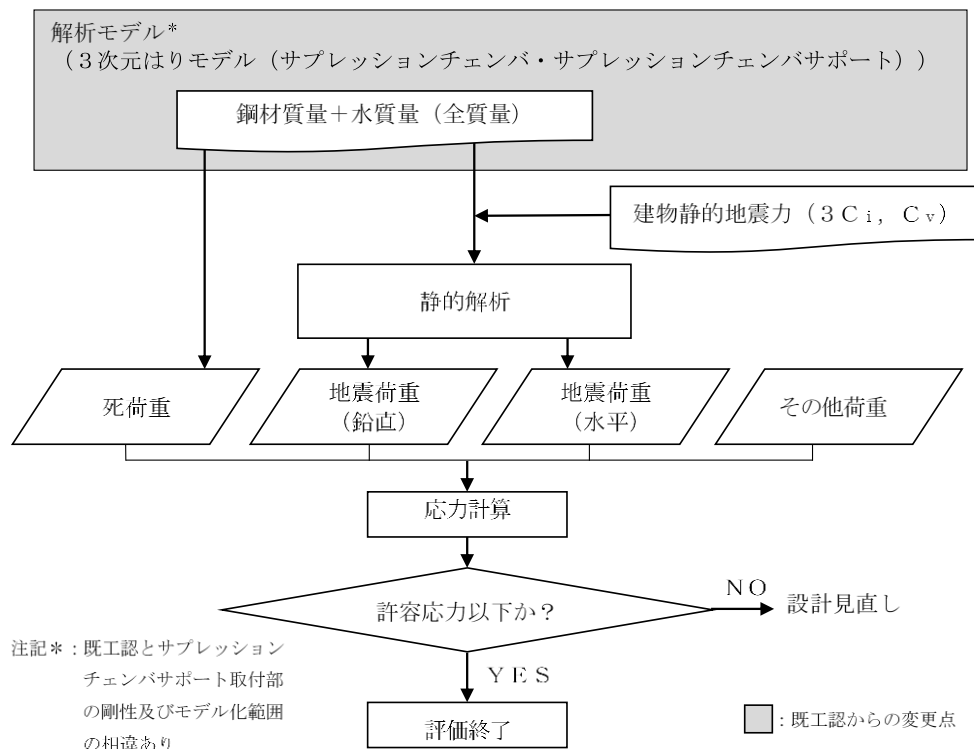 解析モデル*
（３次元はりモデル（サプレッションチェンバ・サプレッションチェンバサポート））
鋼材質量＋水質量（全質量）
建物静的地震力（３Ｃｉ，Ｃｖ）
静的解析
死荷重
地震荷重
（鉛直）
地震荷重
（水平）
その他荷重
応力計算
許容応力以下か？
ＮＯ
設計見直し
ＹＥＳ
評価終了
注記＊：既工認とサプレッション
チェンバサポート取付部
の剛性及びモデル化範囲
の相違あり
：既工認からの変更点